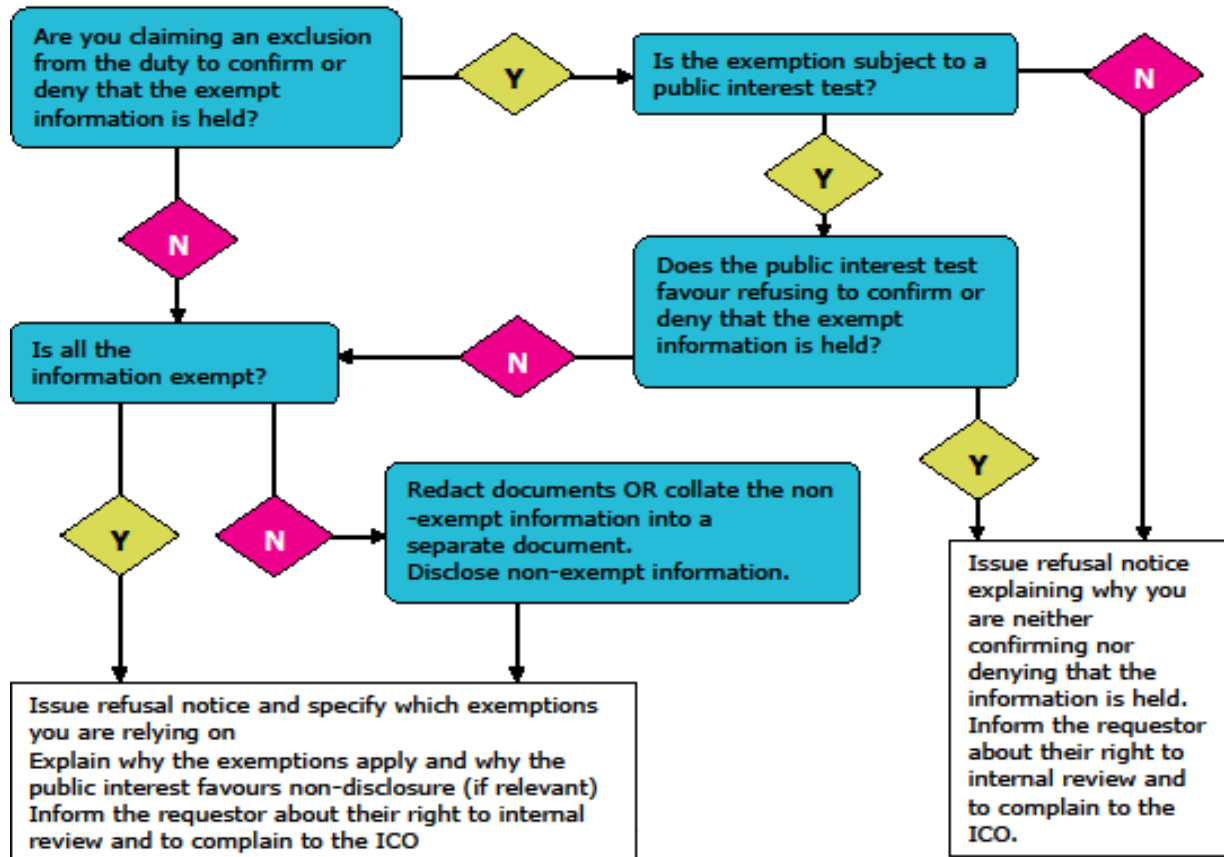 Are you claiming an exclusion
from the duty to confirm or
deny that the exempt
information is held?
Y
Is the exemption subject to a
public interest test?
N
Y
N
Does the public interest test
favour refusing to confirm or
deny that the exempt
information is held?
Is all the
information exempt?
N
Y
Redact documents OR collate the non
-exempt information into a
separate document.
Disclose non-exempt information.
Y
N
Issue refusal notice
explaining why you
are neither
confirming nor
denying that the
information is held.
Inform the requestor
about their right to
internal review and
to complain to the
ICO.
Issue refusal notice and specify which exemptions
you are relying on
Explain why the exemptions apply and why the
public interest favours non-disclosure (if relevant)
Inform the requestor about their right to internal
review and to complain to the ICO